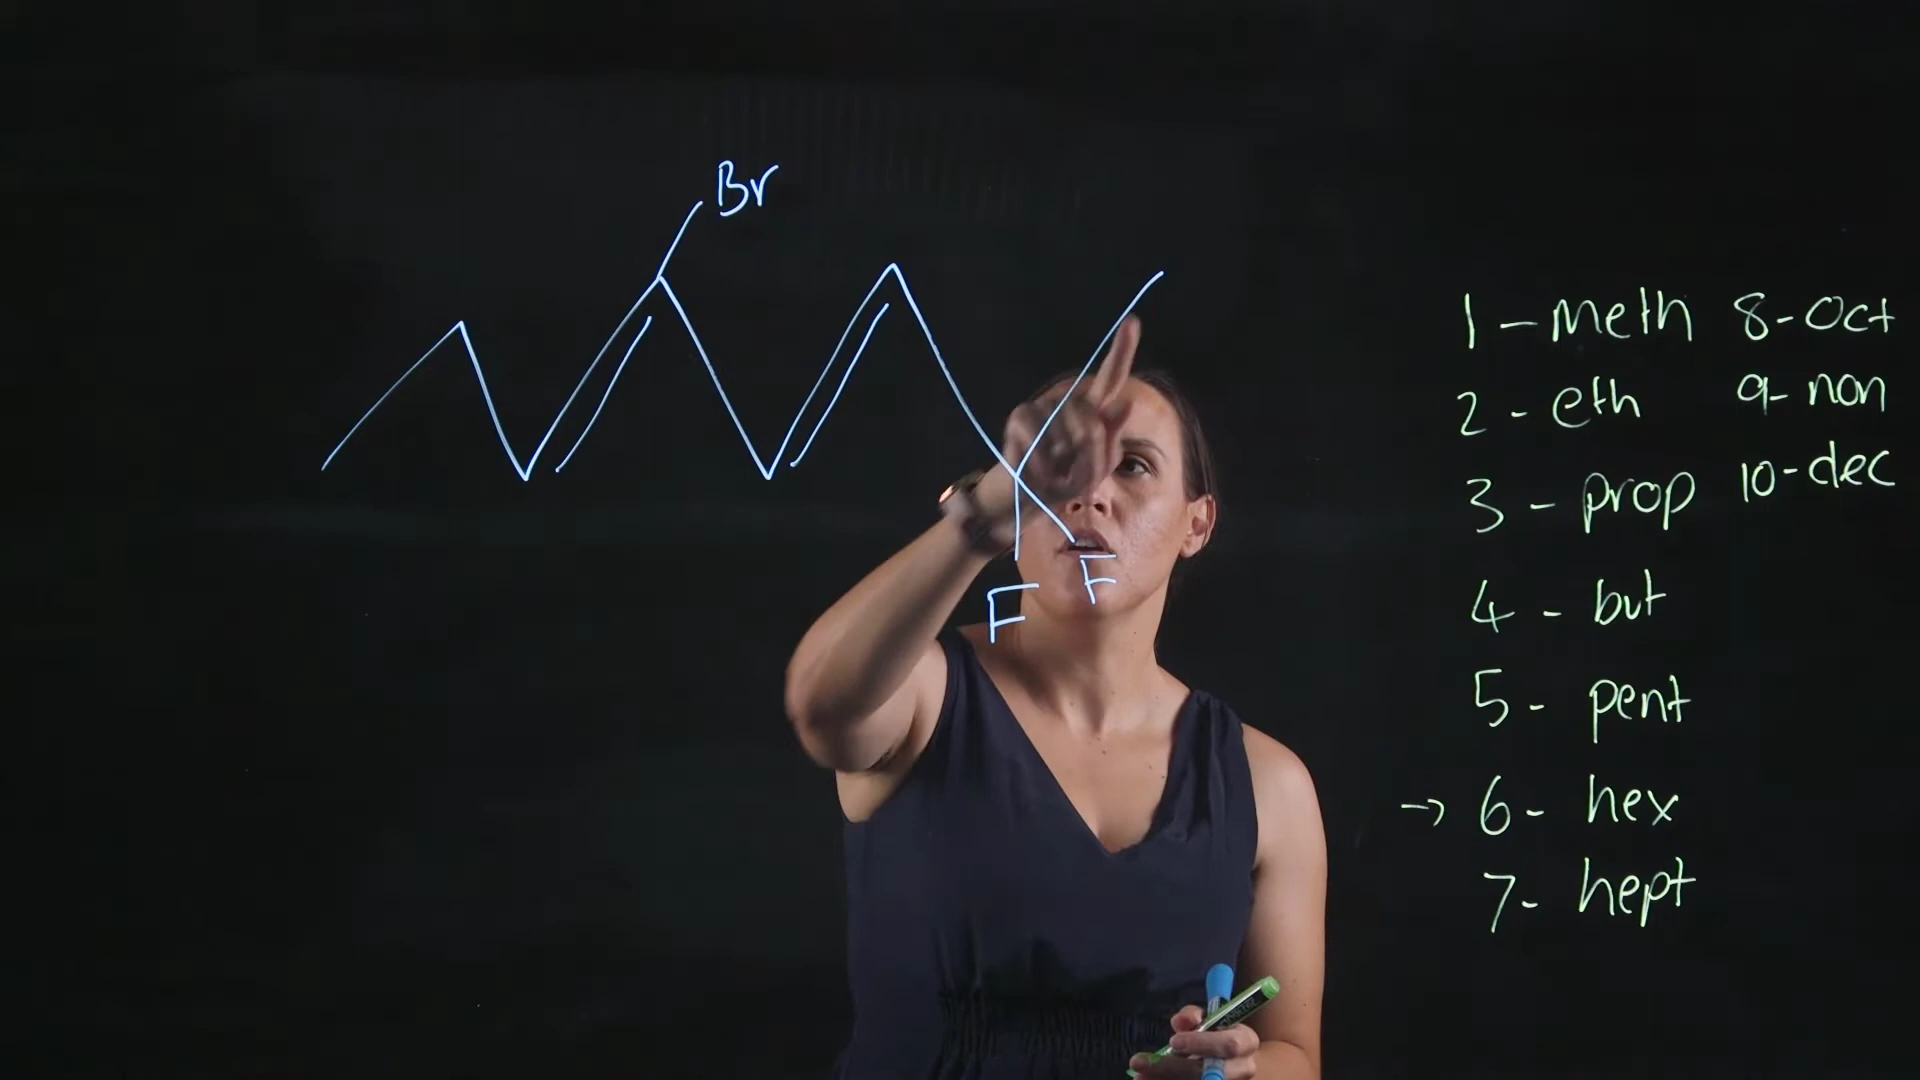 Br
F
F
1 - Meth 8-Oct
2 - eth 9- non
3 - prop 10-dec
4 - but
5 - pent
→ 6- hex
7- hept